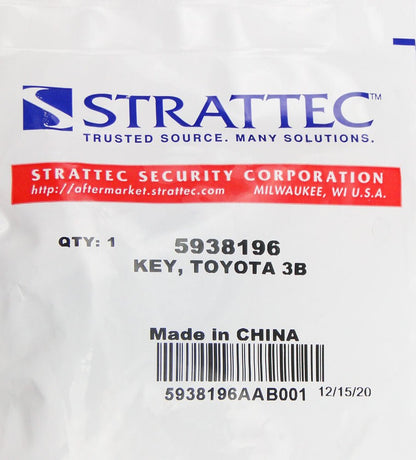 STRATTEC™
TRUSTED SOURCE. MANY SOLUTIONS.
STRATTEC SECURITY CORPORATION
http://aftermarket.strattec.com MILWAUKEE, WI U.S.A.
QTY: 1 5938196
KEY, TOYOTA 3B
Made in CHINA
5938196AAB001 12/15/20